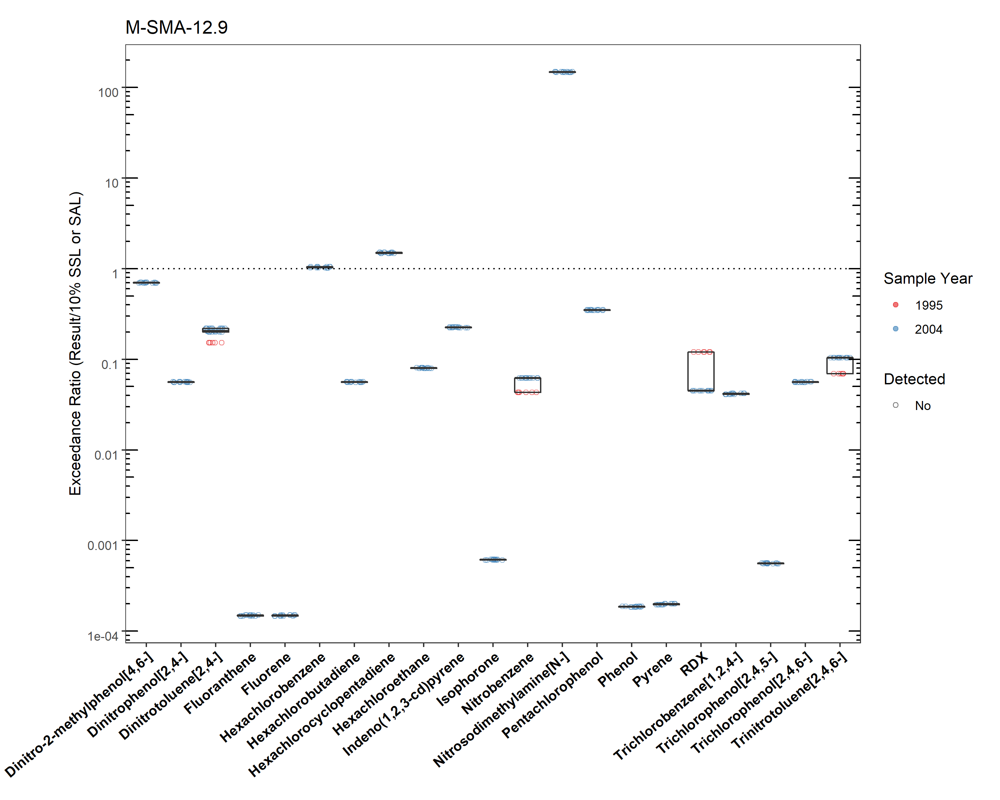 M-SMA-12.9
Exceedance Ratio (Result/10% SSL or SAL)
100
10
1
0.1
0.01
0.001
1e-04
Dinitro-2-methylphenol[4,6-]
Dinitrophenol[2,4-]
Dinitrotoluene[2,4-]
Fluoranthene
Fluorene
Hexachlorobenzene
Hexachlorobutadiene
Hexachlorocyclopentadiene
Hexachloroethane
Indeno(1,2,3-cd)pyrene
Isophorone
Nitrobenzene
Nitrosodimethylamine[N-]
Pentachlorophenol
Phenol
Pyrene
RDX
Trichlorobenzene[1,2,4-]
Trichlorophenol[2,4,5-]
Trichlorophenol[2,4,6-]
Trinitrotoluene[2,4,6-]
Sample Year
1995
2004
Detected
No